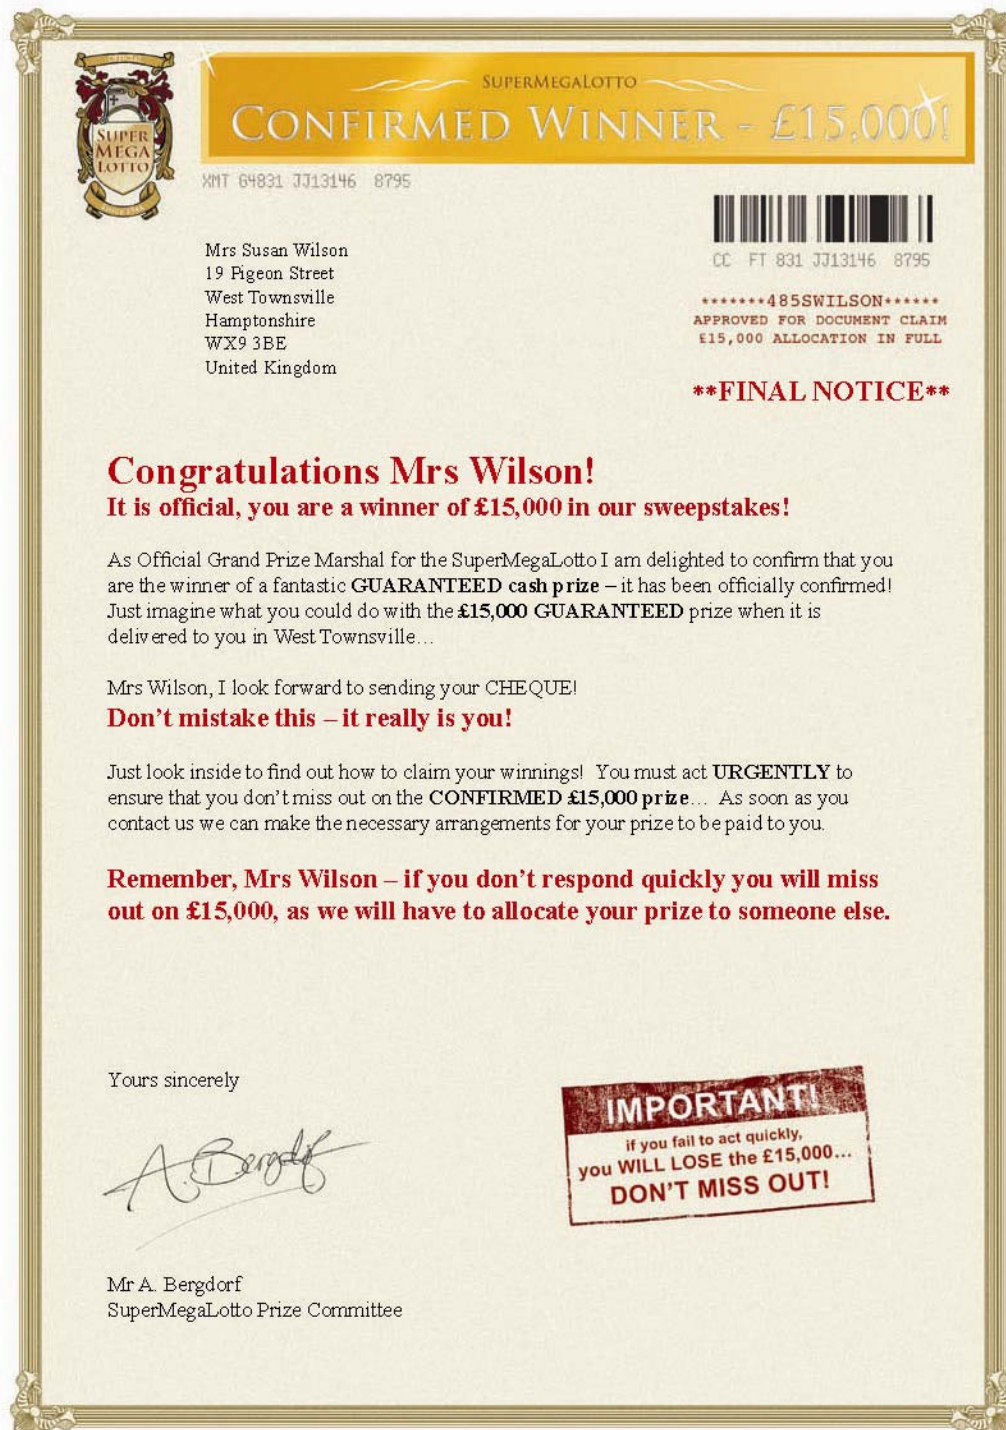 OFFICIAL
SUPER
MEGA
LOTTO
SUPERMEGALOTTO
CONFIRMED WINNER - £15,000!
XMT 64831 JJ13146 8795
CC FT 831 JJ13146 8795
Mrs Susan Wilson
19 Pigeon Street
West Townsville
Hamptonshire
WX9 3BE
United Kingdom
*******485SWILSON******
APPROVED FOR DOCUMENT CLAIM
£15,000 ALLOCATION IN FULL
**FINAL NOTICE**
Congratulations Mrs Wilson!
It is official, you are a winner of £15,000 in our sweepstakes!
As Official Grand Prize Marshal for the SuperMegaLotto I am delighted to confirm that you
are the winner of a fantastic GUARANTEED cash prize – it has been officially confirmed!
Just imagine what you could do with the £15,000 GUARANTEED prize when it is
delivered to you in West Townsville…
Mrs Wilson, I look forward to sending your CHEQUE!
Don't mistake this – it really is you!
Just look inside to find out how to claim your winnings! You must act URGENTLY to
ensure that you don't miss out on the CONFIRMED £15,000 prize… As soon as you
contact us we can make the necessary arrangements for your prize to be paid to you.
Remember, Mrs Wilson – if you don't respond quickly you will miss
out on £15,000, as we will have to allocate your prize to someone else.
Yours sincerely
A. Bergdorf
Mr A. Bergdorf
SuperMegaLotto Prize Committee
IMPORTANT!
if you fail to act quickly,
you WILL LOSE the £15,000...
DON'T MISS OUT!